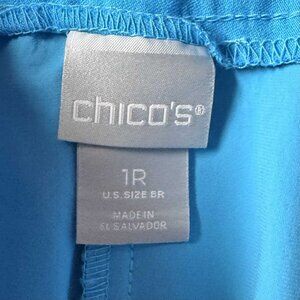 chico's®
1R
U.S. SIZE 8R
MADE IN
EL SALVADOR